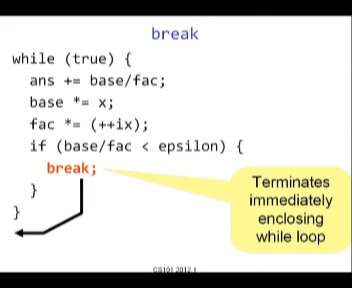 break
while (true) {
ans += base/fac;
base *= x;
fac *= (++ix);
if (base/fac < epsilon) {
break;
}
}
Terminates
immediately
enclosing
while loop
CS101 2012.1